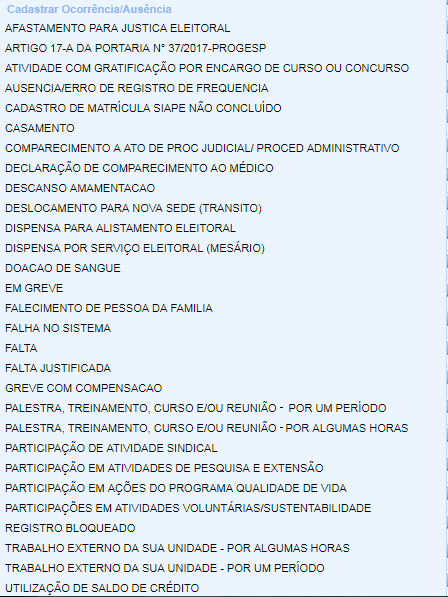 Cadastrar Ocorrência/Ausência
AFASTAMENTO PARA JUSTICA ELEITORAL
ARTIGO 17-A DA PORTARIA N° 37/2017-PROGESP
ATIVIDADE COM GRATIFICAÇÃO POR ENCARGO DE CURSO OU CONCURSO
AUSENCIA/ERRO DE REGISTRO DE FREQUENCIA
CADASTRO DE MATRÍCULA SIAPE NÃO CONCLUÍDO
CASAMENTO
COMPARECIMENTO A ATO DE PROC JUDICIAL/ PROCED ADMINISTRATIVO
DECLARAÇÃO DE COMPARECIMENTO AO MÉDICO
DESCANSO AMAMENTACAO
DESLOCAMENTO PARA NOVA SEDE (TRANSITO)
DISPENSA PARA ALISTAMENTO ELEITORAL
DISPENSA POR SERVIÇO ELEITORAL (MESÁRIO)
DOACAO DE SANGUE
EM GREVE
FALECIMENTO DE PESSOA DA FAMILIA
FALHA NO SISTEMA
FALTA
FALTA JUSTIFICADA
GREVE COM COMPENSACAO
PALESTRA, TREINAMENTO, CURSO E/OU REUNIÃO - POR UM PERÍODO
PALESTRA, TREINAMENTO, CURSO E/OU REUNIÃO - POR ALGUMAS HORAS
PARTICIPAÇÃO DE ATIVIDADE SINDICAL
PARTICIPAÇÃO EM ATIVIDADES DE PESQUISA E EXTENSÃO
PARTICIPAÇÃO EM AÇÕES DO PROGRAMA QUALIDADE DE VIDA
PARTICIPAÇÕES EM ATIVIDADES VOLUNTÁRIAS/SUSTENTABILIDADE
REGISTRO BLOQUEADO
TRABALHO EXTERNO DA SUA UNIDADE - POR ALGUMAS HORAS
TRABALHO EXTERNO DA SUA UNIDADE - POR UM PERÍODO
UTILIZAÇÃO DE SALDO DE CRÉDITO